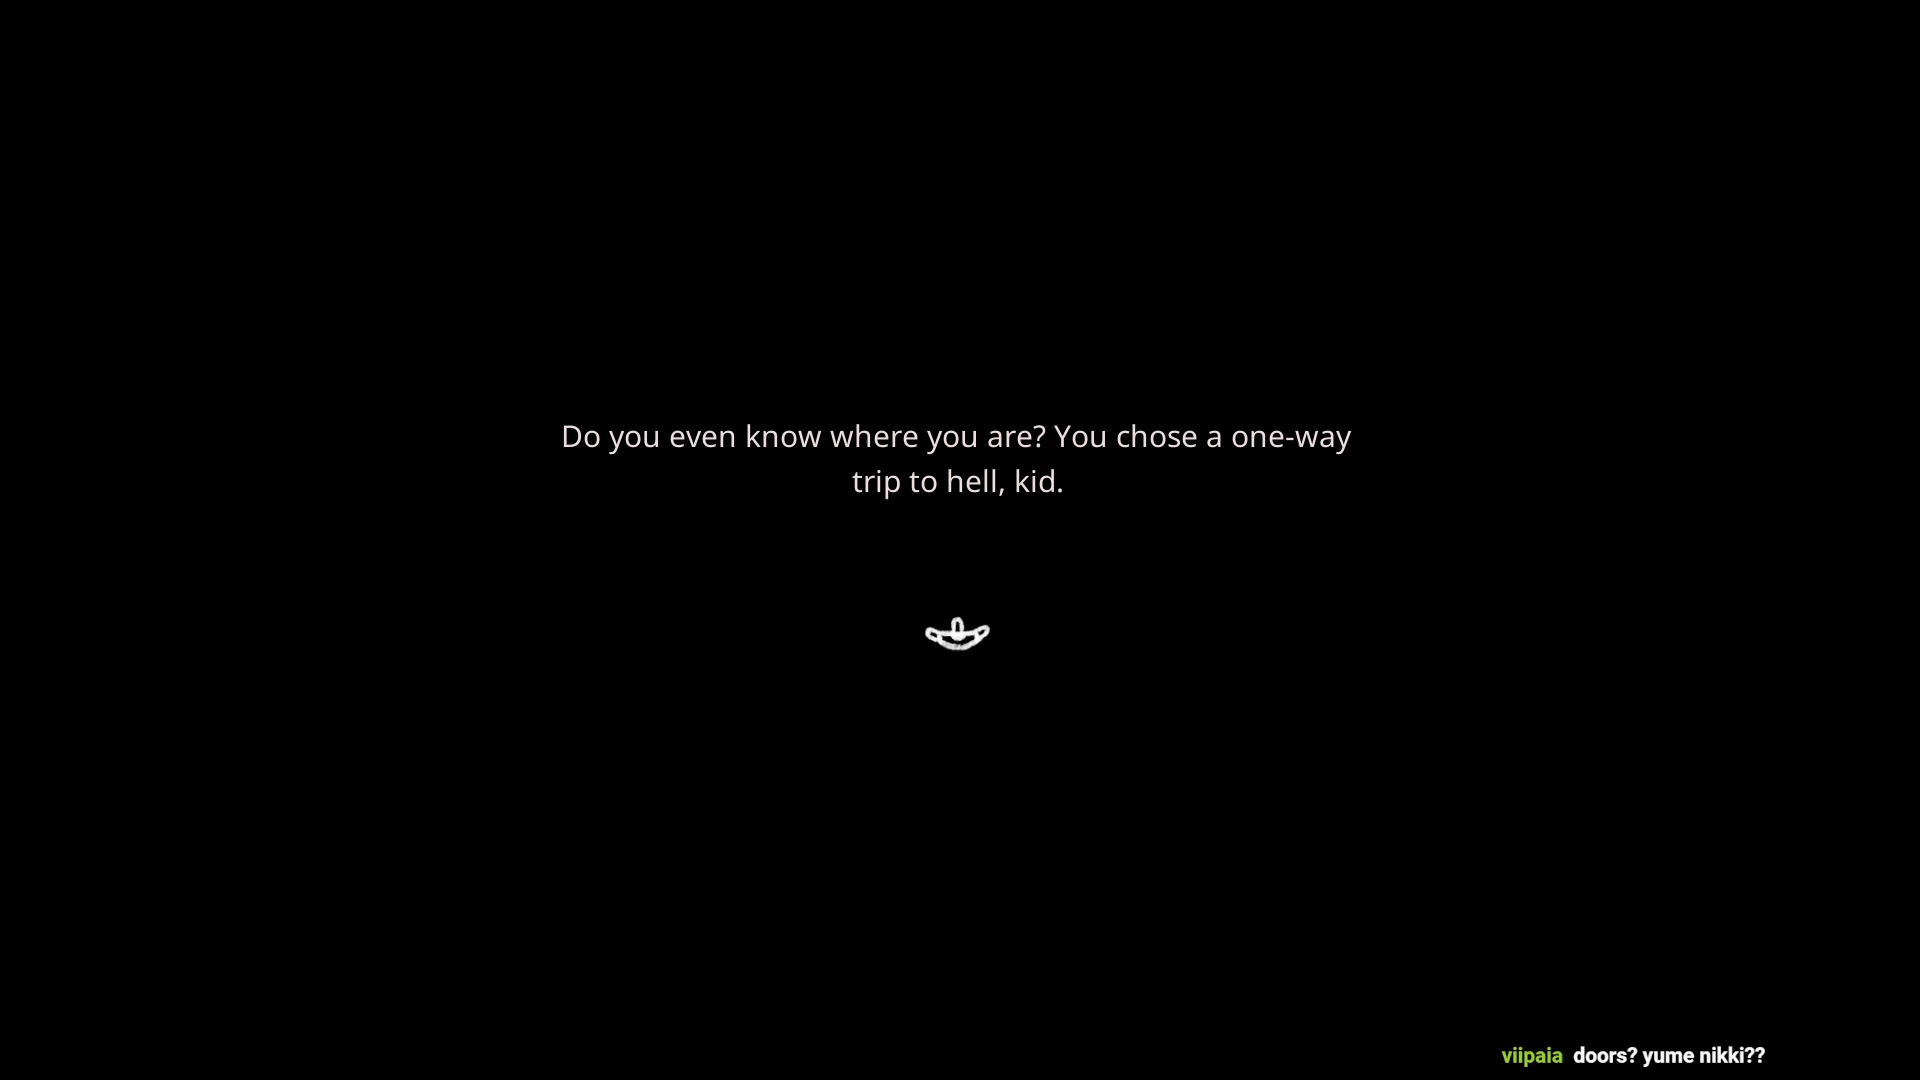 Do you even know where you are? You chose a one-way
trip to hell, kid.
viipaia doors? yume nikki??